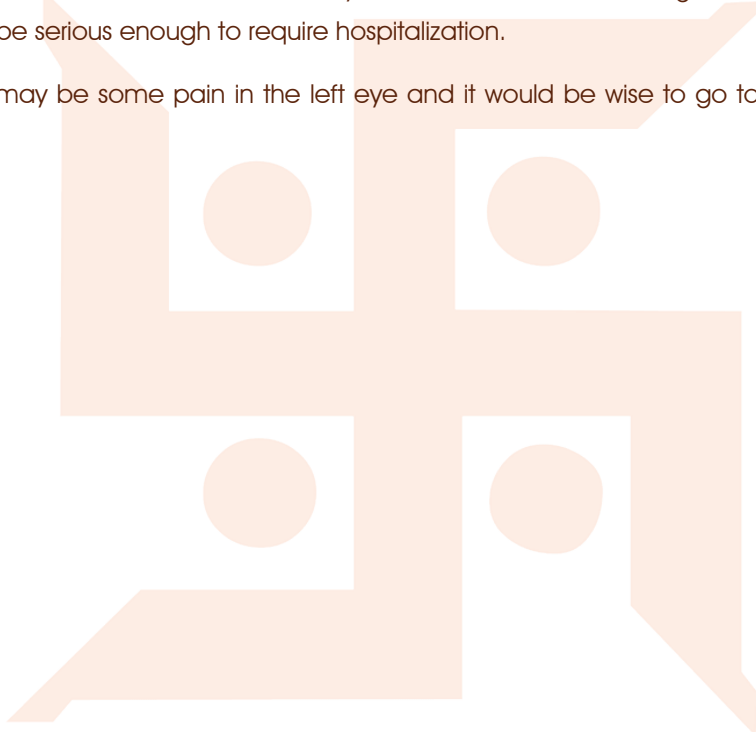 be serious enough to require hospitalization.
may be some pain in the left eye and it would be wise to go to